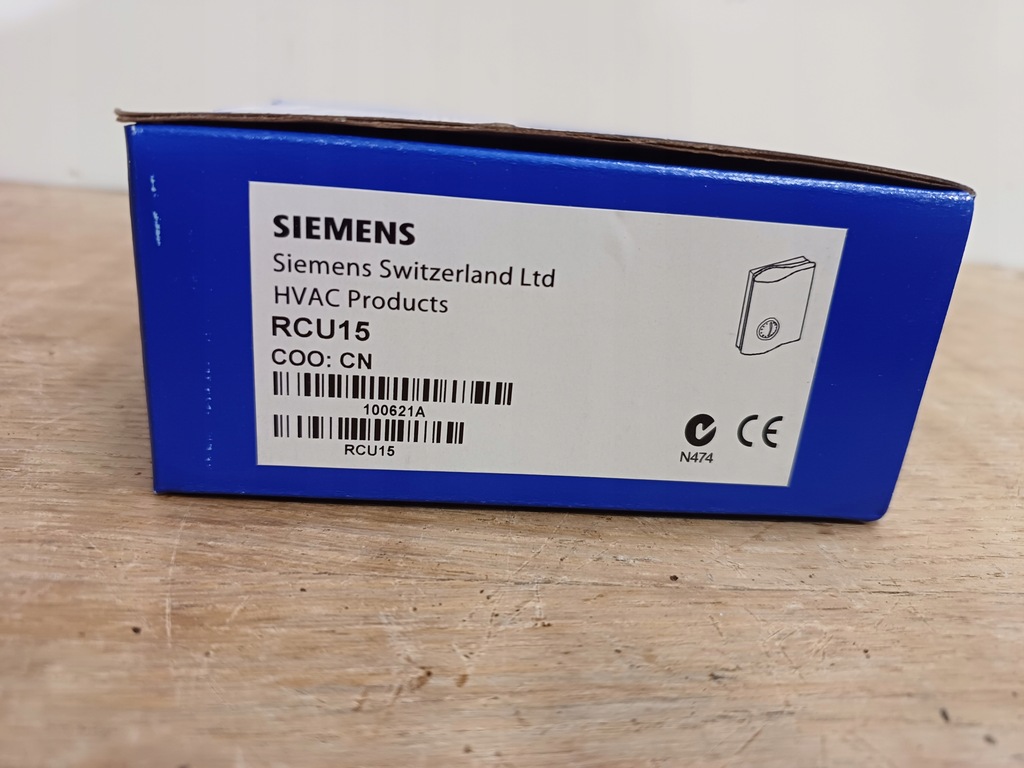 SIEMENS
Siemens Switzerland Ltd
HVAC Products
RCU15
COO: CN
100621A
RCU15
N474
CE